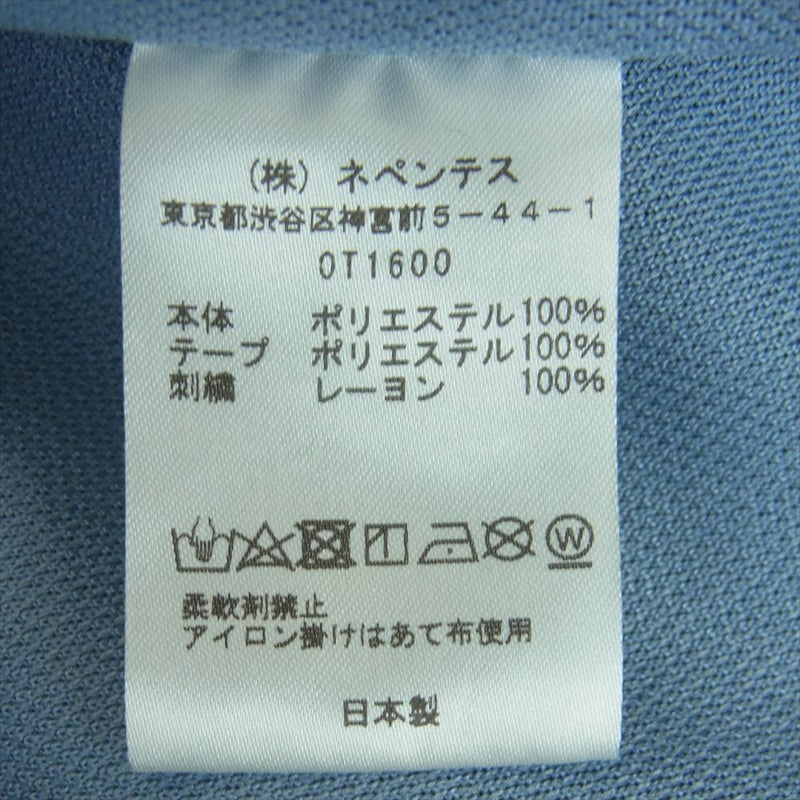 (株) ネペンテス
東京都渋谷区神宮前5-44-1
OT1600
本体 ポリエステル100%
テープ ポリエステル100%
刺繍 レーヨン 100%
W
柔軟剤禁止
アイロン掛けはあて布使用
日本製